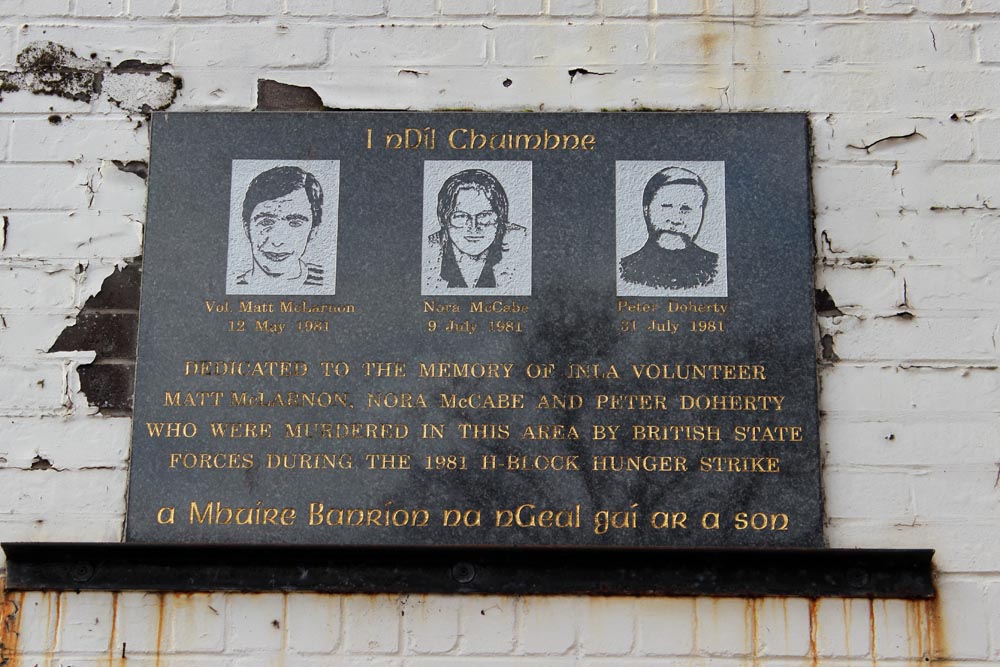 I nDíl Chuimhne
Vol. Matt McLarnon
12 May 1981
Nora McCabe
9 July 1981
Peter Doherty
31 July 1981
DEDICATED TO THE MEMORY OF INLA VOLUNTEER
MATT McLARNON, NORA McCABE AND PETER DOHERTY
WHO WERE MURDERED IN THIS AREA BY BRITISH STATE
FORCES DURING THE 1981 H-BLOCK HUNGER STRIKE
a Mhuire Banríon na nGeal guí ar a son